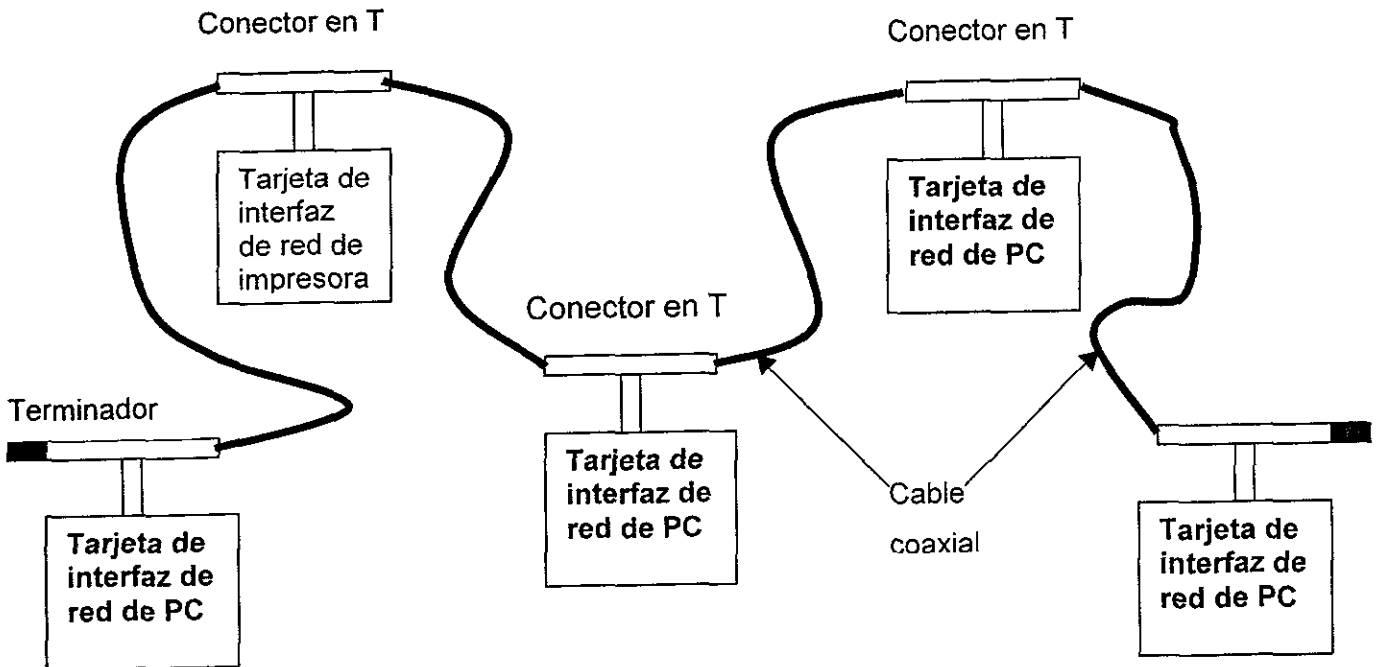 Conector en T
Conector en T
Tarjeta de
interfaz
de red de
impresora
Tarjeta de
interfaz de
red de PC
Conector en T
Terminador
Tarjeta de
interfaz de
red de PC
Cable
coaxial
Tarjeta de
interfaz de
red de PC
Tarjeta de
interfaz de
red de PC